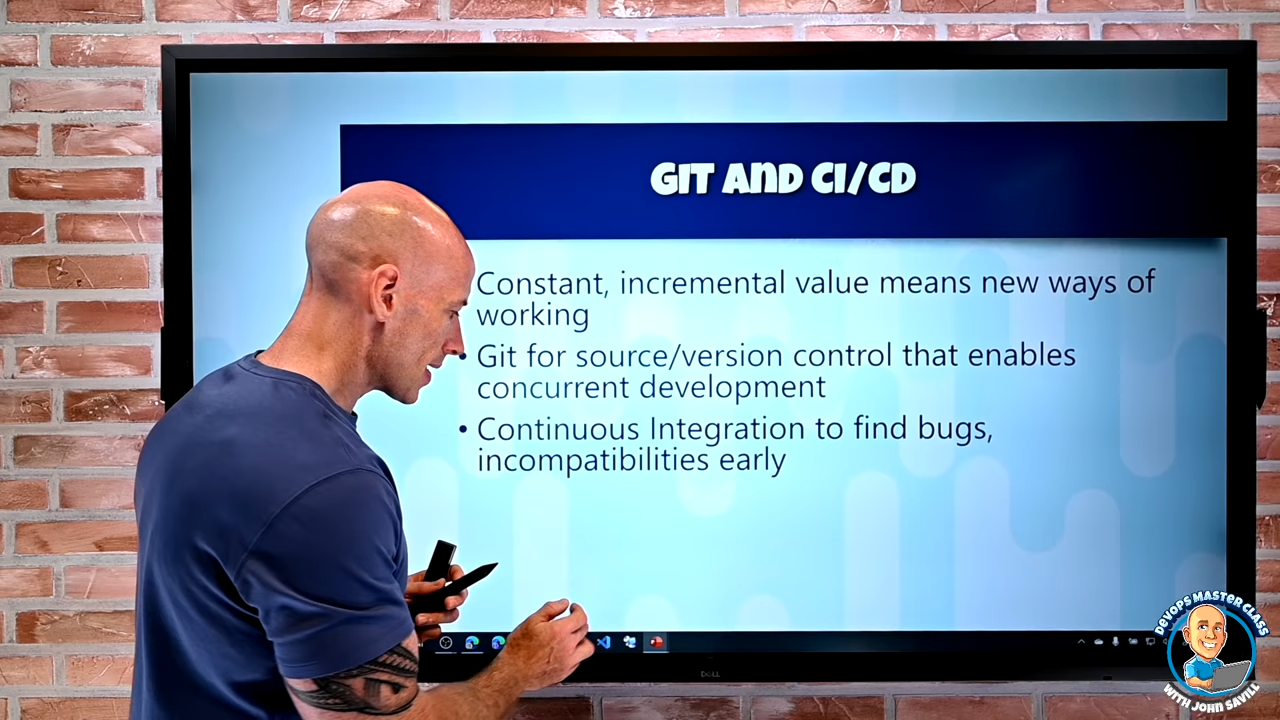 GIT AND CI/CD
Constant, incremental value means new ways of
working
• Git for source/version control that enables
concurrent development
• Continuous Integration to find bugs,
incompatibilities early
DELL
DEVOPS MASTER CLASS
WITH JOHN SAVILL